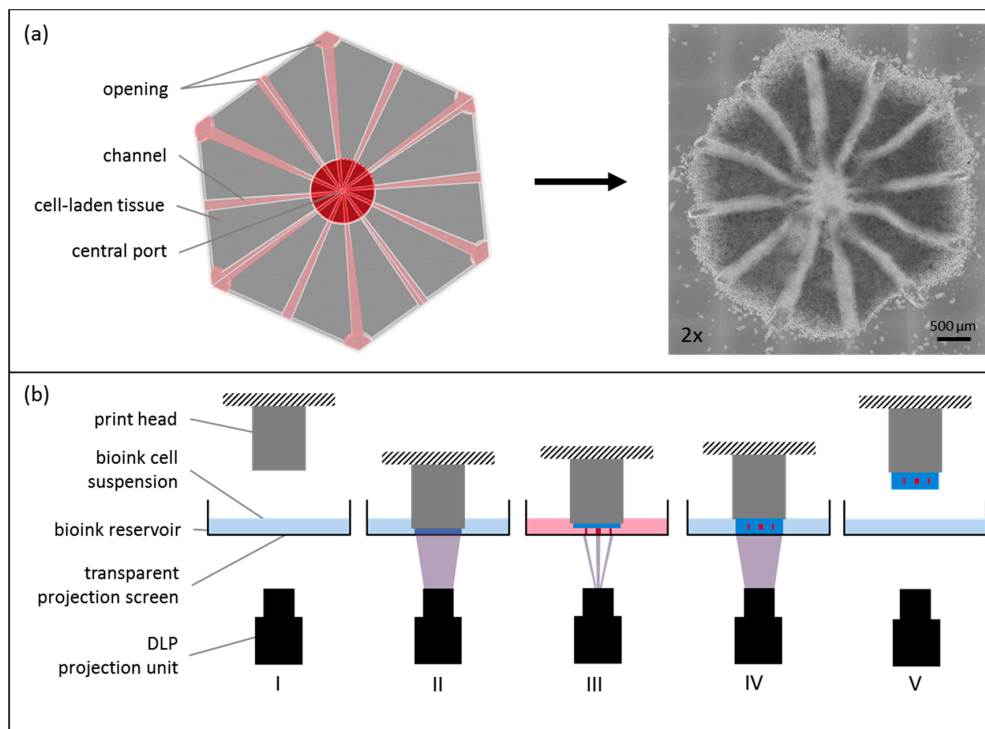 (a)
opening
channel
cell-laden tissue
central port
2x
500 µm
(b)
print head
bioink cell
suspension
bioink reservoir
transparent
projection screen
DLP
projection unit
I
II
III
IV
V